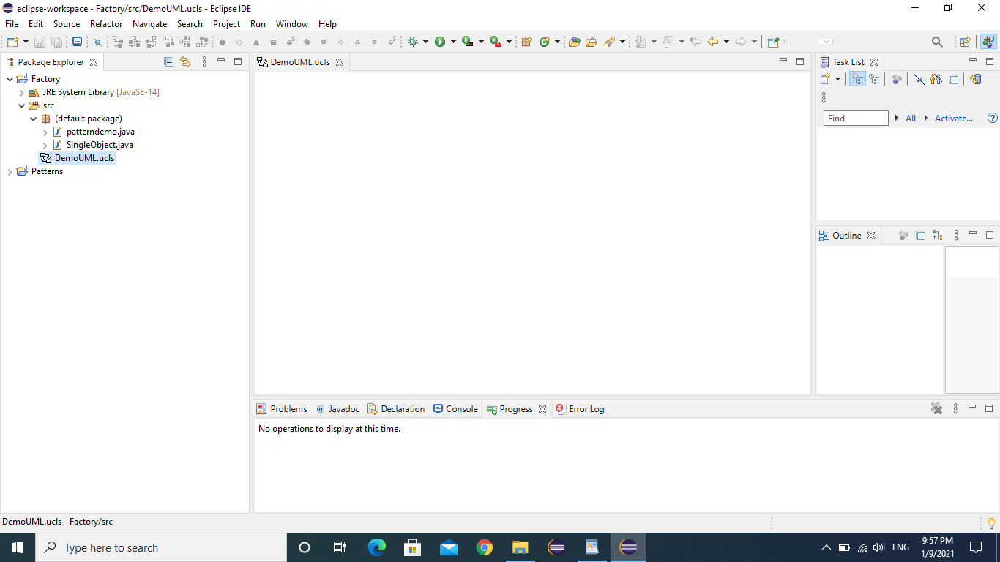 eclipse-workspace - Factory/src/DemoUML.ucls - Eclipse IDE
File Edit Source Refactor Navigate Search Project Run Window Help
Package Explorer
Factory
JRE System Library [JavaSE-14]
src
(default package)
patterndemo.java
SingleObject.java
DemoUML.ucls
Patterns
DemoUML.ucls
Task List
Find All Activate...
Outline
Problems @ Javadoc Declaration Console Progress Error Log
No operations to display at this time.
DemoUML.ucls - Factory/src
Type here to search
ENG
9:57 PM
1/9/2021